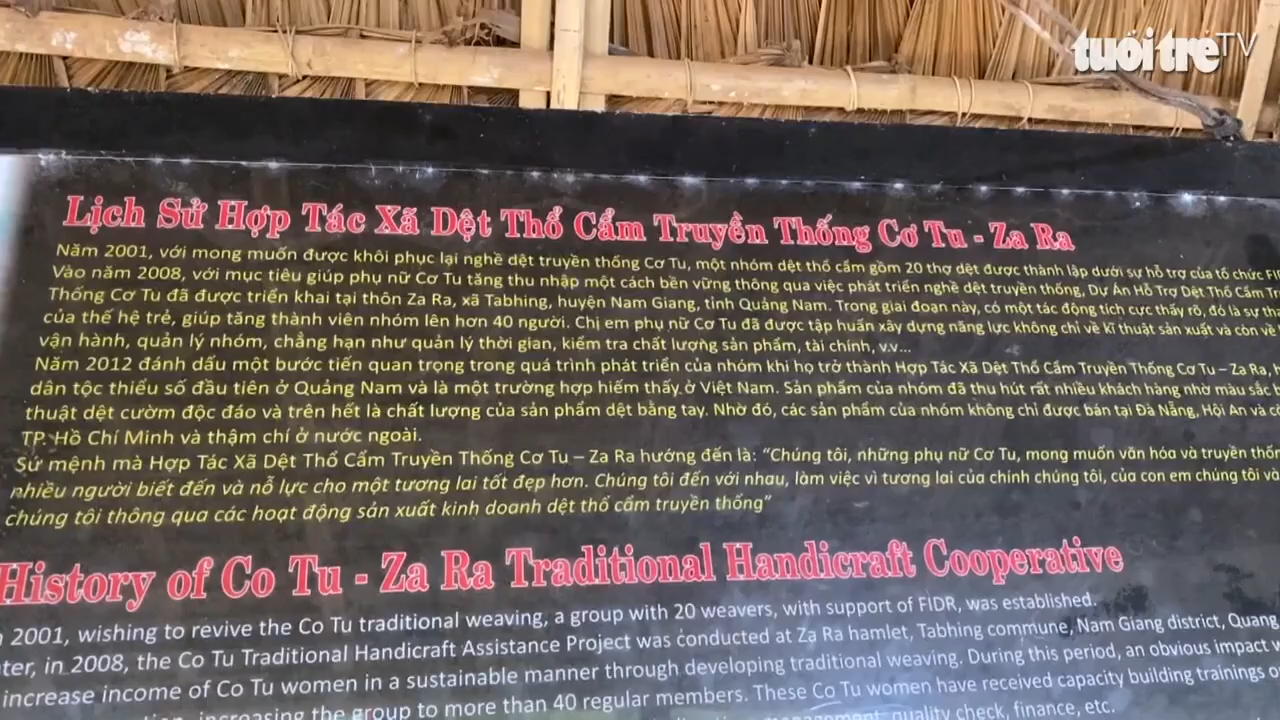 tuổi trẻ TV
Lịch Sử Hợp Tác Xã Dệt Thổ Cẩm Truyền Thống Cơ Tu - Za Ra
Năm 2001, với mong muốn được khôi phục lại nghề dệt truyền thống Cơ Tu, một nhóm dệt thổ cẩm gồm 20 thợ dệt được thành lập dưới sự hỗ trợ của tổ chức
Vào năm 2008, với mục tiêu giúp phụ nữ Cơ Tu tăng thu nhập một cách bền vững thông qua việc phát triển nghề dệt truyền thống, Dự Án Hỗ Trợ Dệt Thổ Cẩm
Thống Cơ Tu đã được triển khai tại thôn Za Ra, xã Tabhing, huyện Nam Giang, tỉnh Quảng Nam. Trong giai đoạn này, có một tác động tích cực thấy rõ, đó là sự
của thế hệ trẻ, giúp tăng thành viên nhóm lên hơn 40 người. Chị em phụ nữ Cơ Tu đã được tập huấn xây dựng năng lực không chỉ về kĩ thuật sản xuất và còn về
vận hành, quản lý nhóm, chẳng hạn như quản lý thời gian, kiểm tra chất lượng sản phẩm, tài chính, v.v...
Năm 2012 đánh dấu một bước tiến quan trọng trong quá trình phát triển của nhóm khi họ trở thành Hợp Tác Xã Dệt Thổ Cẩm Truyền Thống Cơ Tu – Za Ra,
dân tộc thiểu số đầu tiên ở Quảng Nam và là một trường hợp hiếm thấy ở Việt Nam. Sản phẩm của nhóm đã thu hút rất nhiều khách hàng nhờ màu sắc
thuật dệt cườm độc đáo và trên hết là chất lượng của sản phẩm dệt bằng tay. Nhờ đó, các sản phẩm của nhóm không chỉ được bán tại Đà Nẵng, Hội An và
TP. Hồ Chí Minh và thậm chí ở nước ngoài.
Sứ mệnh mà Hợp Tác Xã Dệt Thổ Cẩm Truyền Thống Cơ Tu – Za Ra hướng đến là: “Chúng tôi, những phụ nữ Cơ Tu, mong muốn văn hóa và truyền
nhiều người biết đến và nỗ lực cho một tương lai tốt đẹp hơn. Chúng tôi đến với nhau, làm việc vì tương lai của chính chúng tôi, của con em chúng tôi
chúng tôi thông qua các hoạt động sản xuất kinh doanh dệt thổ cẩm truyền thống”
History of Co Tu - Za Ra Traditional Handicraft Cooperative
2001, wishing to revive the Co Tu traditional weaving, a group with 20 weavers, with support of FIDR, was established.
in 2008, the Co Tu Traditional Handicraft Assistance Project was conducted at Za Ra hamlet, Tabhing commune, Nam Giang district, Quang
increase income of Co Tu women in a sustainable manner through developing traditional weaving. During this period, an obvious impact
increasing the group to more than 40 regular members. These Co Tu women have received capacity building trainings
quality check, finance, etc.